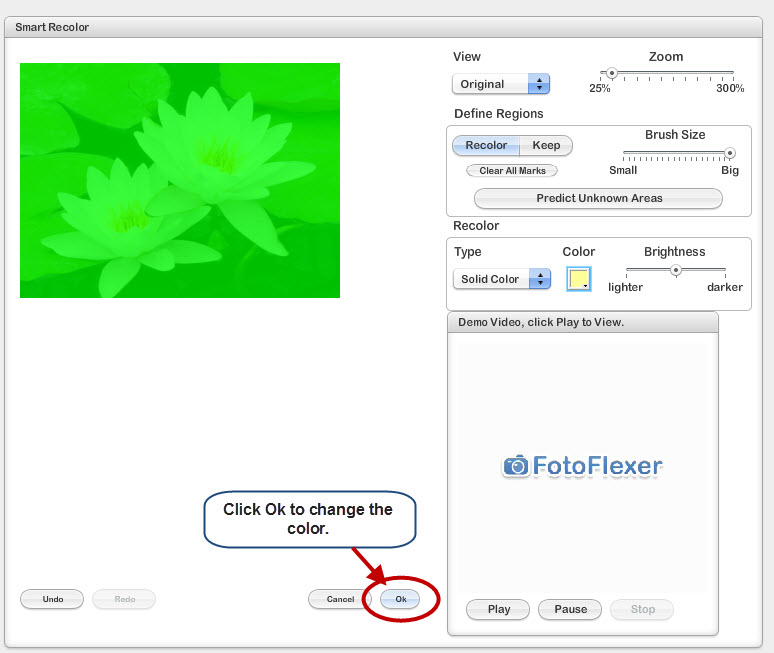 Smart Recolor
View
Zoom
Original
25%
300%
Define Regions
Recolor
Keep
Brush Size
Clear All Marks
Small
Big
Predict Unknown Areas
Recolor
Type
Color
Brightness
Solid Color
lighter
darker
Demo Video, click Play to View.
FotoFlexer
Click Ok to change the
color.
Undo
Redo
Cancel
Ok
Play
Pause
Stop